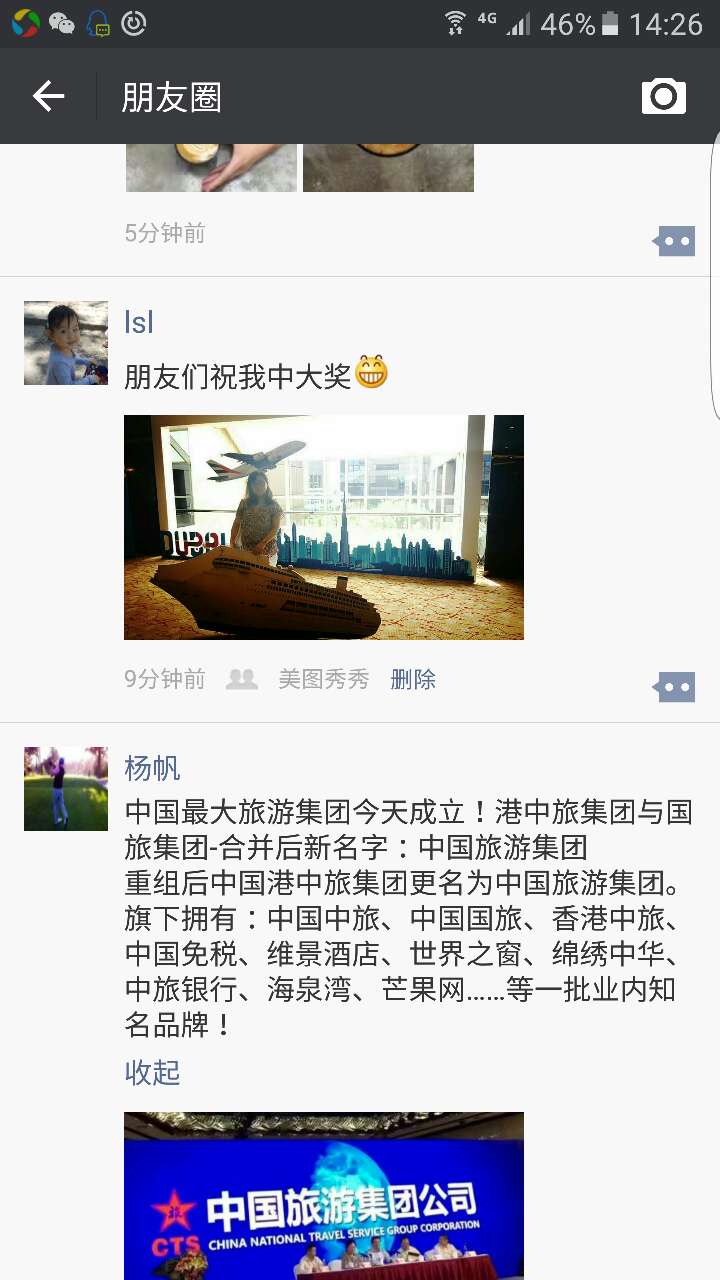 4G 46% 14:26
朋友圈
5分钟前
lsl
朋友们祝我中大奖
9分钟前 美图秀秀 删除
杨帆
中国最大旅游集团今天成立！港中旅集团与国
旅集团-合并后新名字：中国旅游集团
重组后中国港中旅集团更名为中国旅游集团。
旗下拥有：中国中旅、中国国旅、香港中旅、
中国免税、维景酒店、世界之窗、绵绣中华、
中旅银行、海泉湾、芒果网……等一批业内知
名品牌！
收起
中国旅游集团公司
CTS CHINA NATIONAL TRAVEL SERVICE GROUP CORPORATION